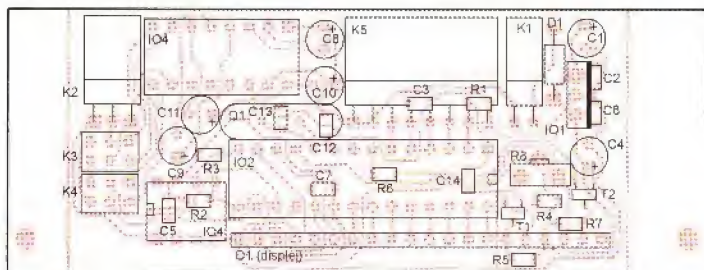 IO4
C8
K5
K1
D1
C1
K2
C10
C3
R1
C2
C11
Q1
C13
C6
C12
IO1
K3
C9
R3
IO2
R8
C4
K4
C7
R6
C14
C5
R2
IO4
T1
R4
T2
R7
D1 (displej)
R5